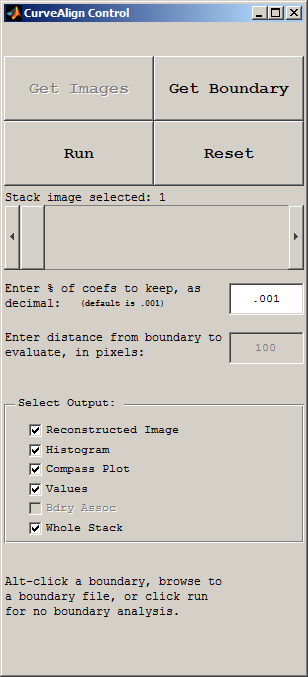 CurveAlign Control
Get Images Get Boundary
Run Reset
Stack image selected: 1
Enter % of coefs to keep, as
decimal: (default is .001) .001
Enter distance from boundary to
evaluate, in pixels: 100
Select Output:
Reconstructed Image
Histogram
Compass Plot
Values
Bdry Assoc
Whole Stack
Alt-click a boundary, browse to
a boundary file, or click run
for no boundary analysis.